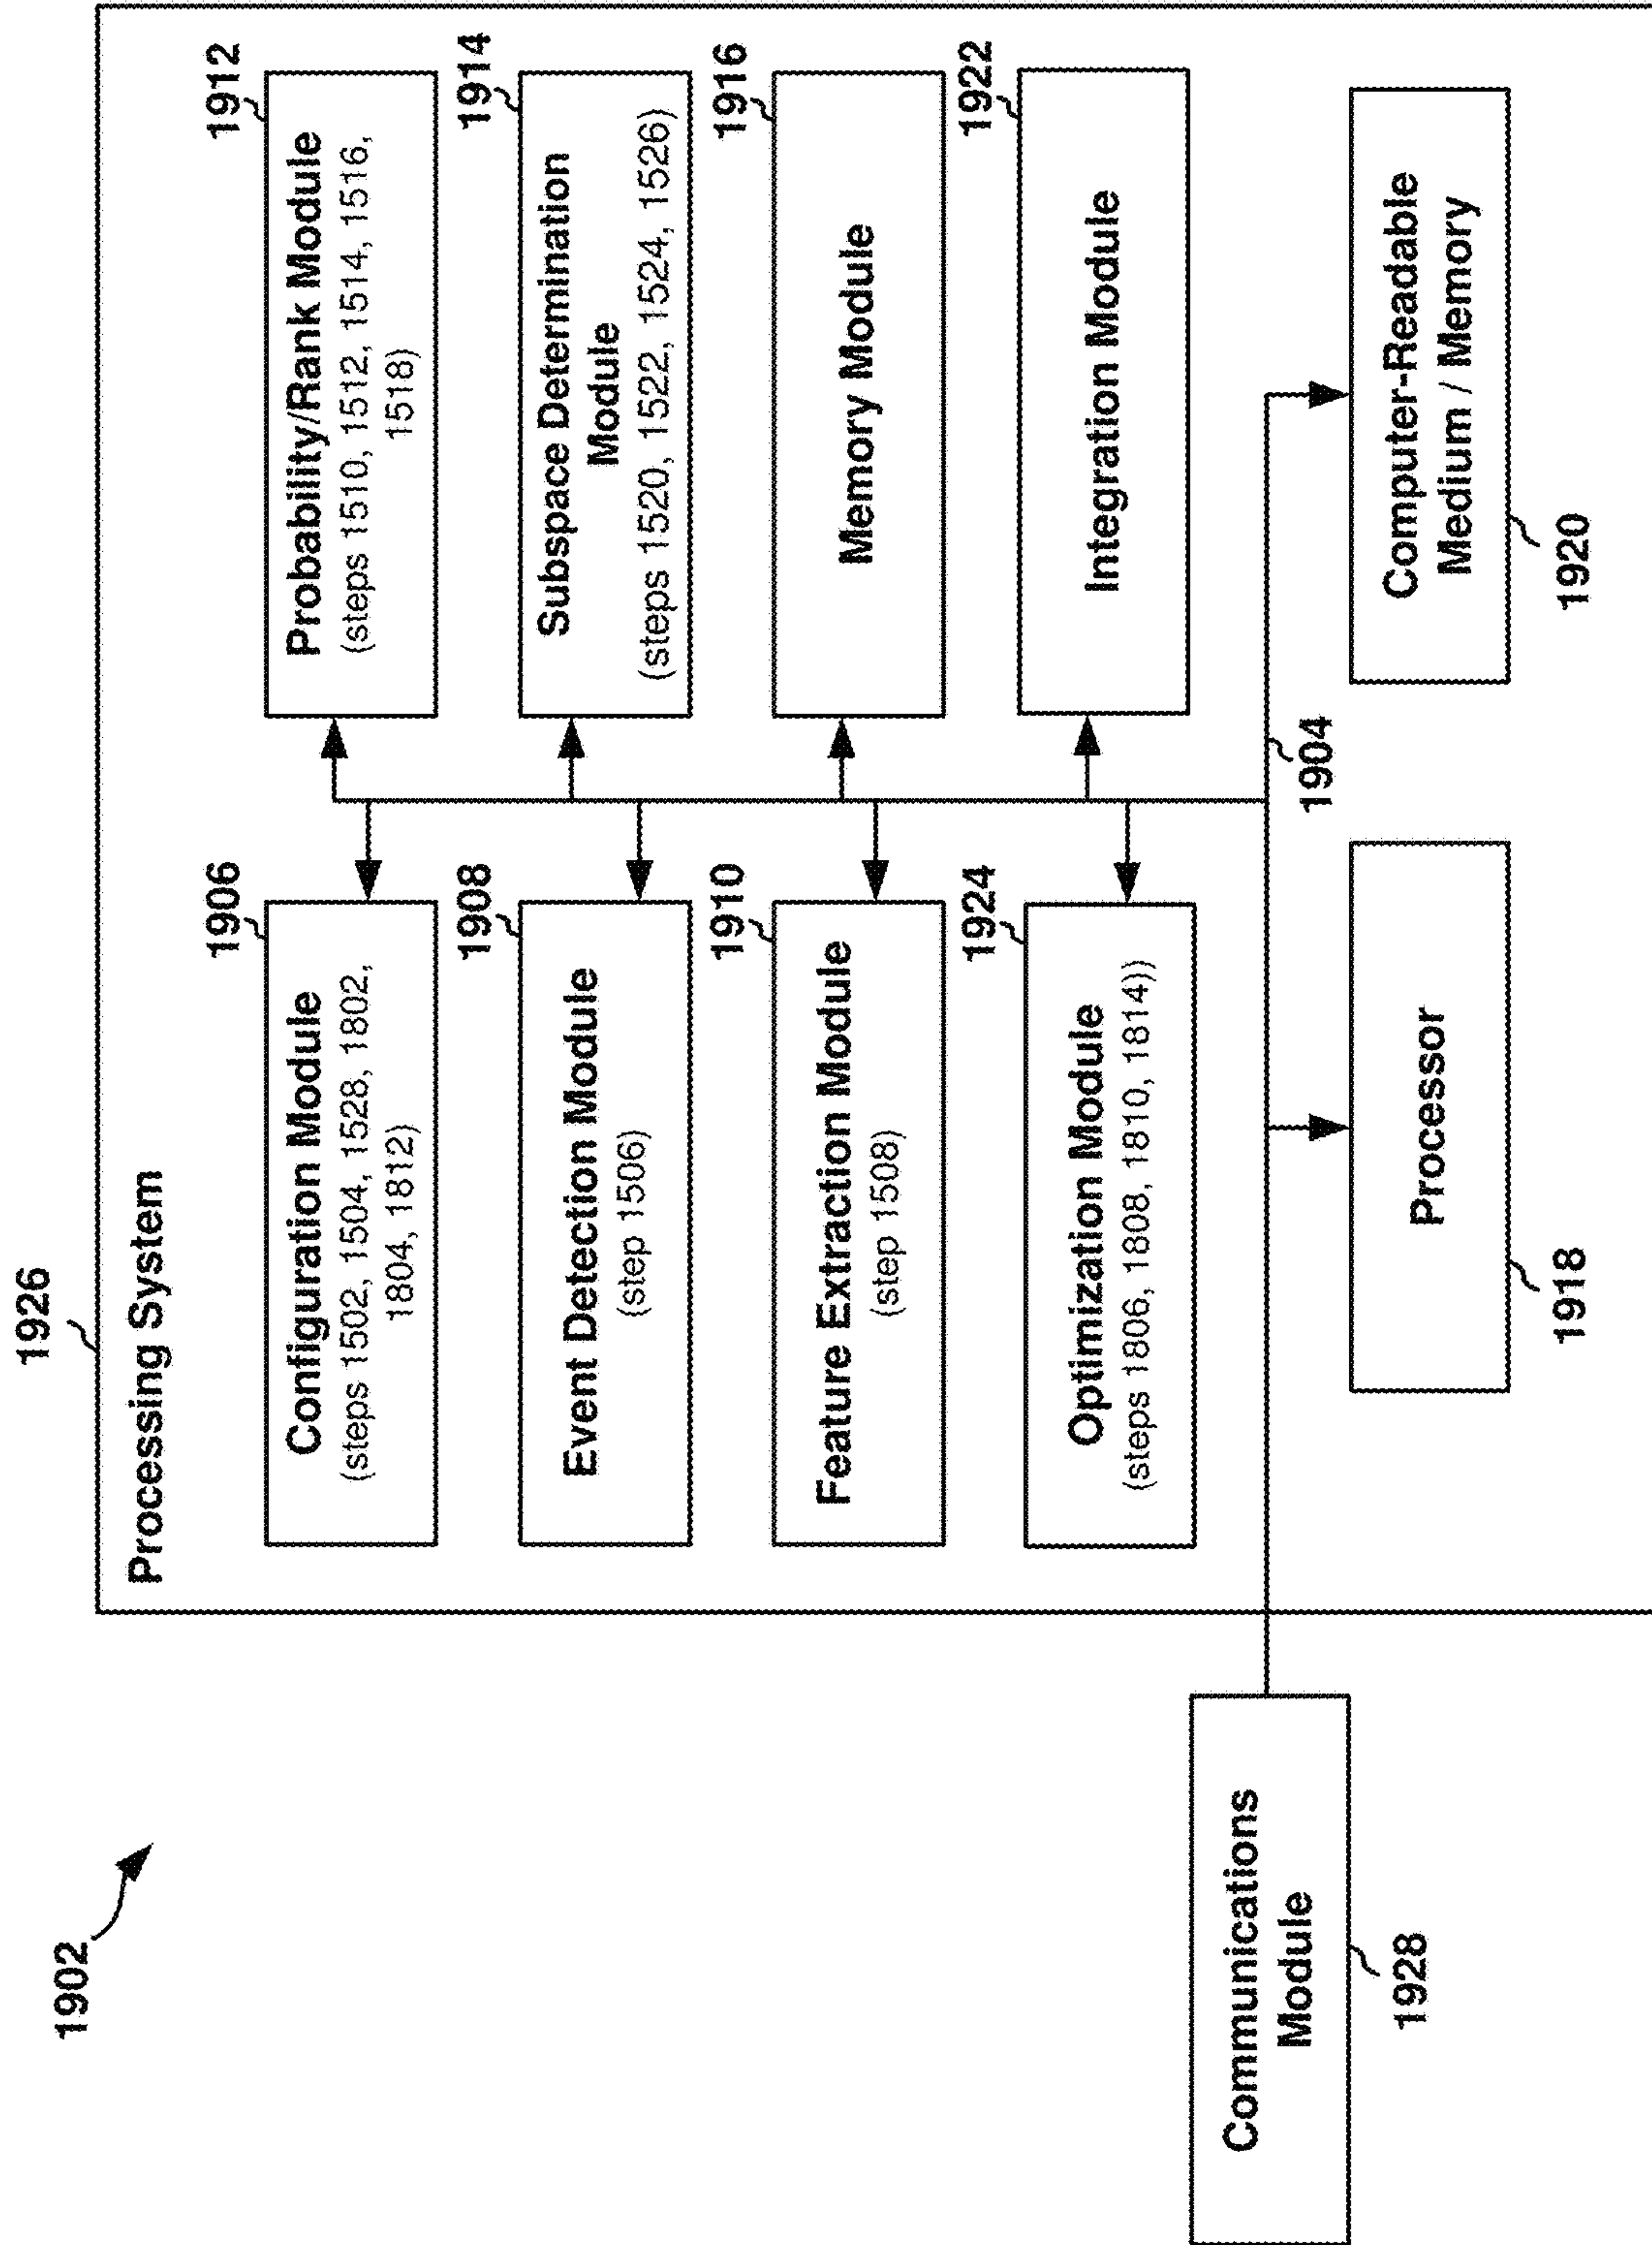 1902
1926
Processing System
1906
Configuration Module
(steps 1502, 1504, 1528, 1802,
1804, 1812)
1912
Probability/Rank Module
(steps 1510, 1512, 1514, 1516,
1518)
1908
Event Detection Module
(step 1506)
1914
Subspace Determination
Module
(steps 1520, 1522, 1524, 1526)
1910
Feature Extraction Module
(step 1508)
1916
Memory Module
1924
Optimization Module
(steps 1806, 1808, 1810, 1814))
1922
Integration Module
1904
Communications
Module
1928
Processor
1918
Computer-Readable
Medium / Memory
1920